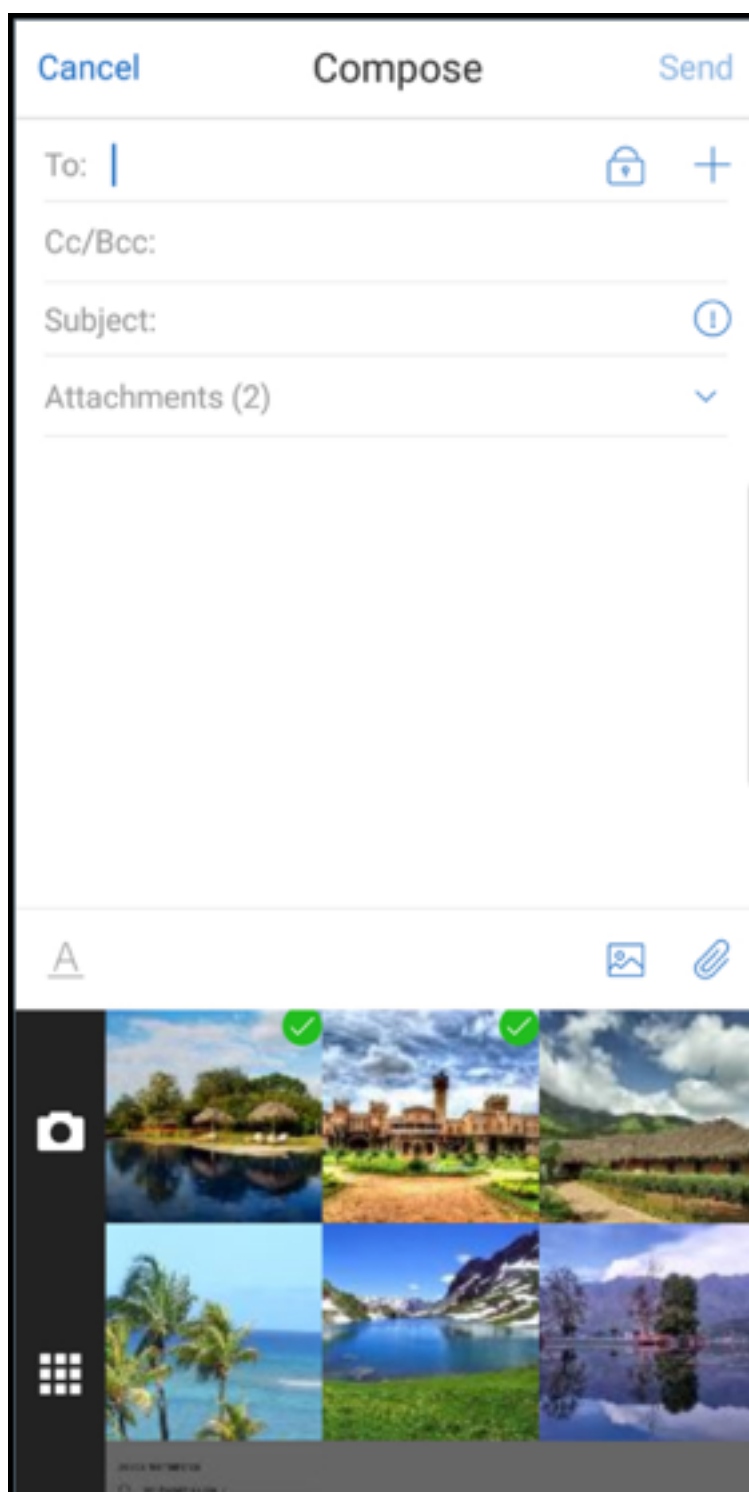 Cancel Compose Send
To:
Cc/Bcc:
Subject:
Attachments (2)
A